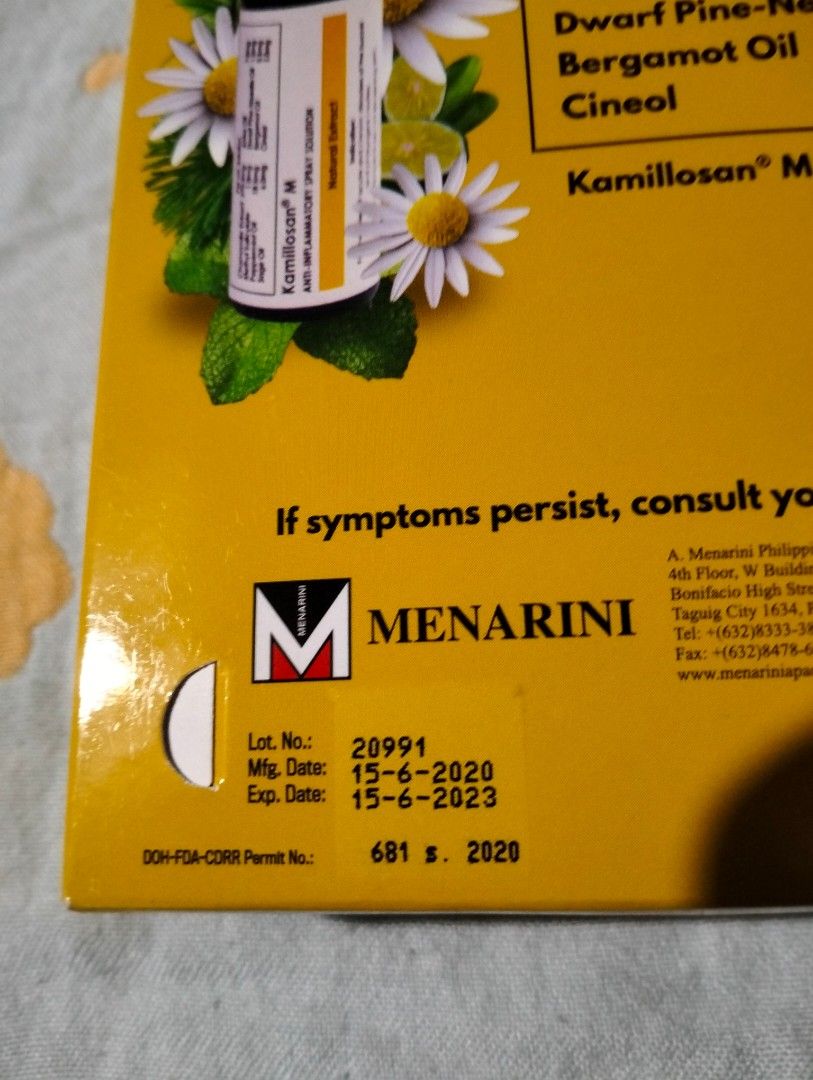 Dwarf Pine-Ne
Bergamot Oil
Cineol
Kamillosan® M
Kamillosan® M
ANTI-INFLAMMATORY SPRAY SOLUTION
Natural Extract
If symptoms persist, consult yo
MENARINI
MENARINI
A. Menarini Philippi
4th Floor, W Buildin
Bonifacio High Stre
Taguig City 1634, P
Tel: +(632)8333-38
Fax: +(632)8478-6
www.menariniapa
Lot. No.: 20991
Mfg. Date: 15-6-2020
Exp. Date: 15-6-2023
DOH-FDA-CDRR Permit No.: 681 s. 2020